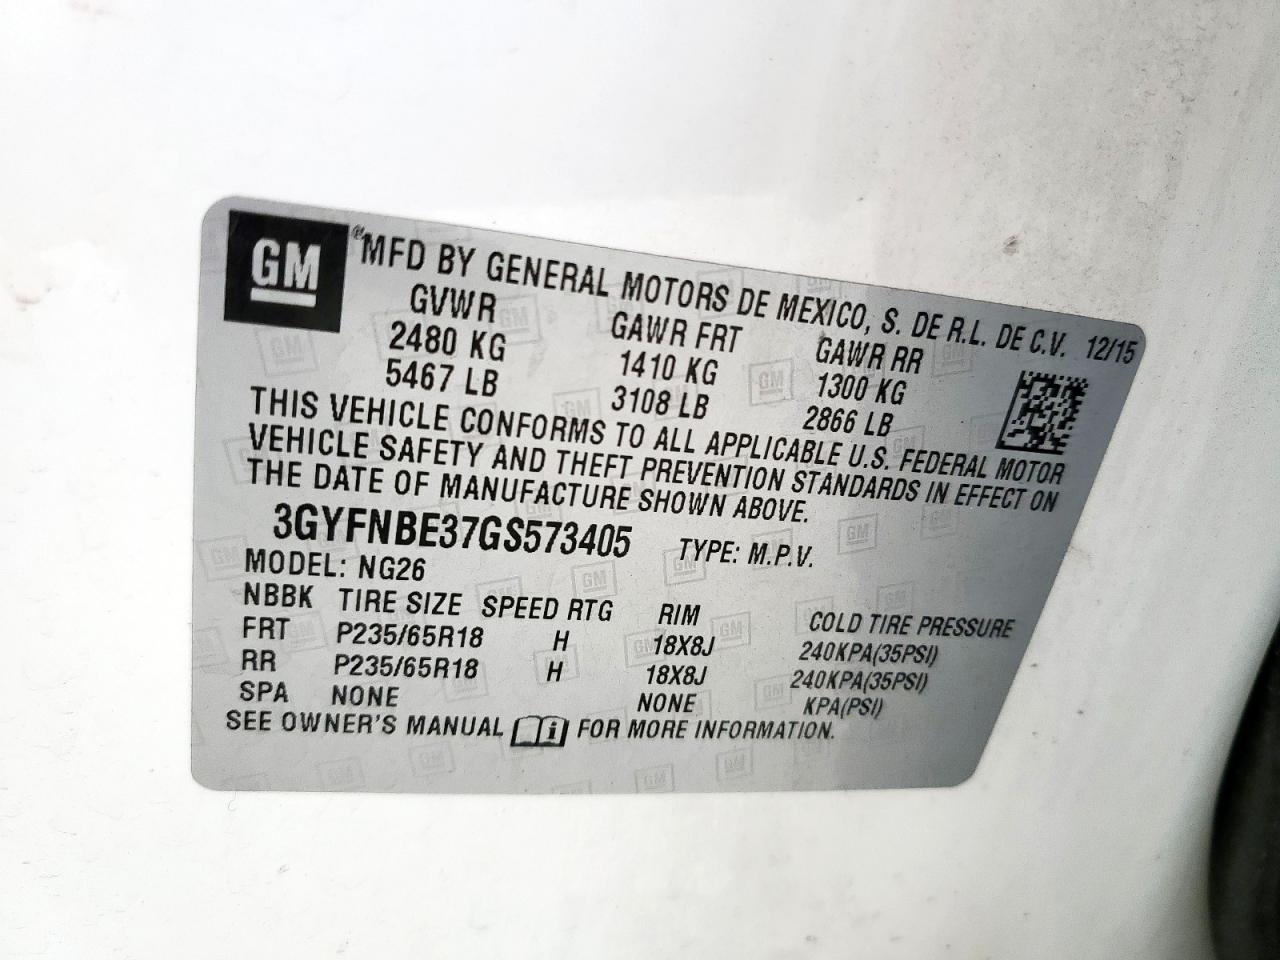 GM
®MFD BY GENERAL MOTORS DE MEXICO, S. DE R.L. DE C.V. 12/15
GVWR GAWR FRT GAWR RR
2480 KG 1410 KG 1300 KG
5467 LB 3108 LB 2866 LB
THIS VEHICLE CONFORMS TO ALL APPLICABLE U.S. FEDERAL MOTOR
VEHICLE SAFETY AND THEFT PREVENTION STANDARDS IN EFFECT ON
THE DATE OF MANUFACTURE SHOWN ABOVE.
3GYFNBE37GS573405 TYPE: M.P.V.
MODEL: NG26
NBBK TIRE SIZE SPEED RTG RIM COLD TIRE PRESSURE
FRT P235/65R18 H 18X8J 240KPA(35PSI)
RR P235/65R18 H 18X8J 240KPA(35PSI)
SPA NONE NONE KPA(PSI)
SEE OWNER'S MANUAL i FOR MORE INFORMATION.